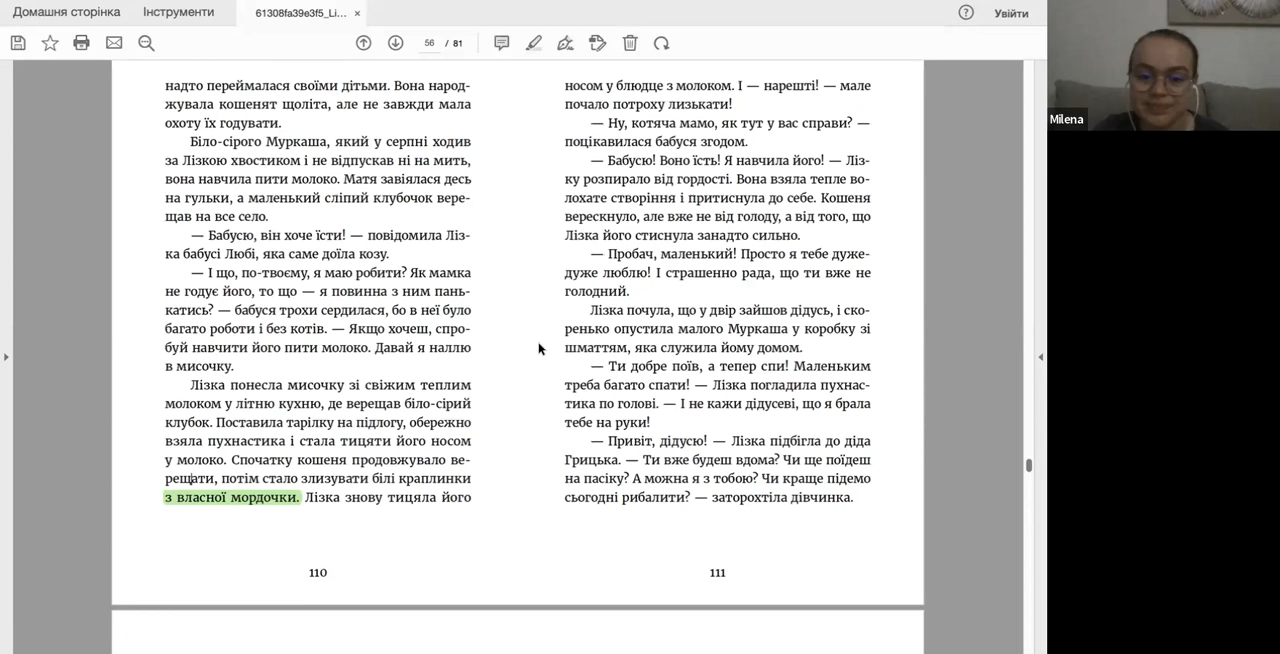 Домашня сторінка
Інструменти
61308fa39e3f5_Li... ×
?
Увійти
56 / 81
надто переймалася своїми дітьми. Вона народ-
жувала кошенят щоліта, але не завжди мала
охоту їх годувати.
Біло-сірого Муркаша, який у серпні ходив
за Лізкою хвостиком і не відпускав ні на мить,
вона навчила пити молоко. Матя завіялася десь
на гульки, а маленький сліпий клубочок вере-
щав на все село.
— Бабусю, він хоче їсти! — повідомила Ліз-
ка бабусі Любі, яка саме доїла козу.
— І що, по-твоєму, я маю робити? Як мамка
не годує його, то що — я повинна з ним пань-
катись? — бабуся трохи сердилася, бо в неї було
багато роботи і без котів. — Якщо хочеш, спро-
буй навчити його пити молоко. Давай я наллю
в мисочку.
Лізка понесла мисочку зі свіжим теплим
молоком у літню кухню, де верещав біло-сірий
клубок. Поставила тарілку на підлогу, обережно
взяла пухнастика і стала тицяти його носом
у молоко. Спочатку кошеня продовжувало ве-
рещати, потім стало злизувати білі краплинки
з власної мордочки. Лізка знову тицяла його
110
носом у блюдце з молоком. І — нарешті! — мале
почало потроху лизькати!
— Ну, котяча мамо, як тут у вас справи? —
поцікавилася бабуся згодом.
— Бабусю! Воно їсть! Я навчила його! — Ліз-
ку розпирало від гордості. Вона взяла тепле во-
лохате створіння і притиснула до себе. Кошеня
верескнуло, але вже не від голоду, а від того, що
Лізка його стиснула занадто сильно.
— Пробач, маленький! Просто я тебе дуже-
дуже люблю! І страшенно рада, що ти вже не
голодний.
Лізка почула, що у двір зайшов дідусь, і ско-
ренько опустила малого Муркаша у коробку зі
шматтям, яка служила йому домом.
— Ти добре поїв, а тепер спи! Маленьким
треба багато спати! — Лізка погладила пухнас-
тика по голові. — І не кажи дідусеві, що я брала
тебе на руки!
— Привіт, дідусю! — Лізка підбігла до діда
Грицька. — Ти вже будеш вдома? Чи ще поїдеш
на пасіку? А можна я з тобою? Чи краще підемо
сьогодні рибалити? — заторохтіла дівчинка.
111
Milena